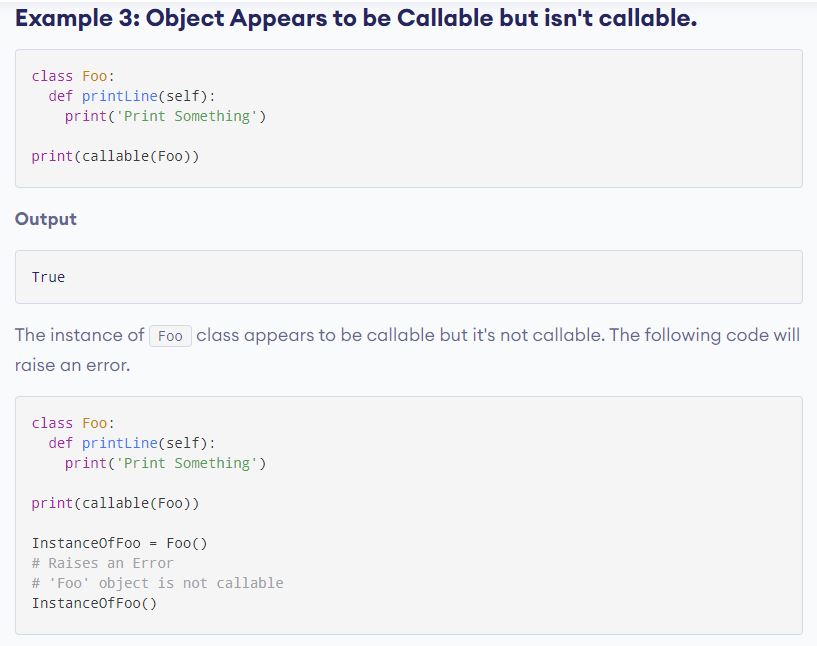 Example 3: Object Appears to be Callable but isn't callable.
class Foo:
  def printLine(self):
    print('Print Something')

print(callable(Foo))
Output
True
The instance of Foo class appears to be callable but it's not callable. The following code will
raise an error.
class Foo:
  def printLine(self):
    print('Print Something')

print(callable(Foo))

InstanceOfFoo = Foo()
# Raises an Error
# 'Foo' object is not callable
InstanceOfFoo()